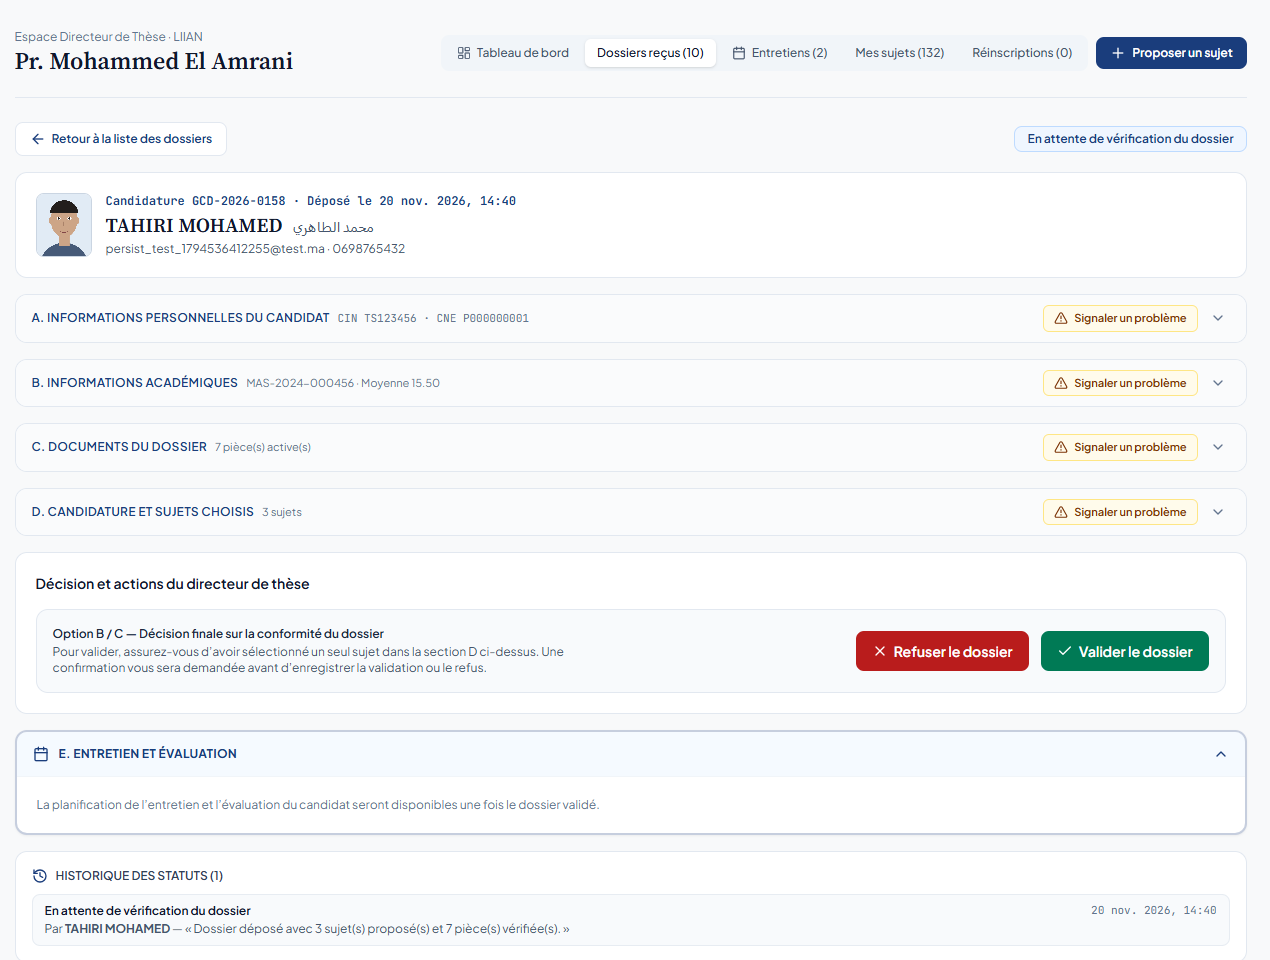 Espace Directeur de Thèse · LIIAN
Pr. Mohammed El Amrani
Tableau de bord
Dossiers reçus (10)
Entretiens (2)
Mes sujets (132)
Réinscriptions (0)
Proposer un sujet
Retour à la liste des dossiers
En attente de vérification du dossier
Candidature GCD-2026-0158 · Déposé le 20 nov. 2026, 14:40
TAHIRI MOHAMED محمد الطاهري
persist_test_1794536412255@test.ma · 0698765432
A. INFORMATIONS PERSONNELLES DU CANDIDAT CIN TS123456 · CNE P000000001
Signaler un problème
B. INFORMATIONS ACADÉMIQUES MAS-2024-000456 · Moyenne 15.50
Signaler un problème
C. DOCUMENTS DU DOSSIER 7 pièce(s) active(s)
Signaler un problème
D. CANDIDATURE ET SUJETS CHOISIS 3 sujets
Signaler un problème
Décision et actions du directeur de thèse
Option B / C — Décision finale sur la conformité du dossier
Pour valider, assurez-vous d'avoir sélectionné un seul sujet dans la section D ci-dessus. Une
confirmation vous sera demandée avant d'enregistrer la validation ou le refus.
Refuser le dossier
Valider le dossier
E. ENTRETIEN ET ÉVALUATION
La planification de l'entretien et l'évaluation du candidat seront disponibles une fois le dossier validé.
HISTORIQUE DES STATUTS (1)
En attente de vérification du dossier
20 nov. 2026, 14:40
Par TAHIRI MOHAMED — « Dossier déposé avec 3 sujet(s) proposé(s) et 7 pièce(s) vérifiée(s). »